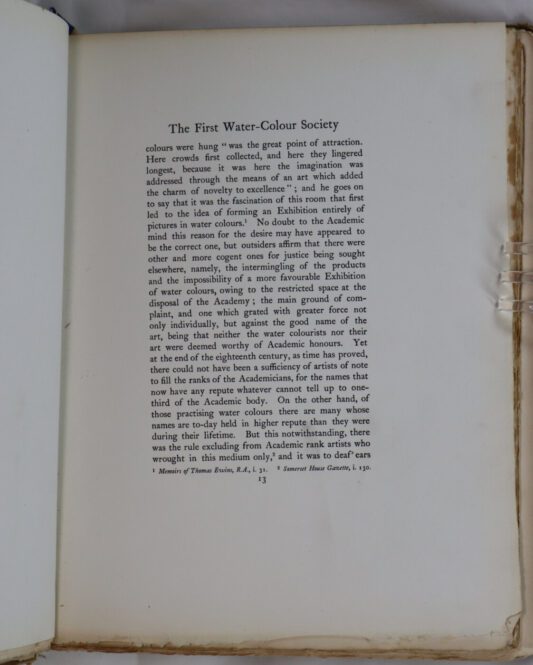 The First Water-Colour Society
colours were hung “ was the great point of attraction.
Here crowds first collected, and here they lingered
longest, because it was here the imagination was
addressed through the means of an art which added
the charm of novelty to excellence ” ; and he goes on
to say that it was the fascination of this room that first
led to the idea of forming an Exhibition entirely of
pictures in water colours.¹ No doubt to the Academic
mind this reason for the desire may have appeared to
be the correct one, but outsiders affirm that there were
other and more cogent ones for justice being sought
elsewhere, namely, the intermingling of the products
and the impossibility of a more favourable Exhibition
of water colours, owing to the restricted space at the
disposal of the Academy ; the main ground of com-
plaint, and one which grated with greater force not
only individually, but against the good name of the
art, being that neither the water colourists nor their
art were deemed worthy of Academic honours. Yet
at the end of the eighteenth century, as time has proved,
there could not have been a sufficiency of artists of note
to fill the ranks of the Academicians, for the names that
now have any repute whatever cannot tell up to one-
third of the Academic body. On the other hand, of
those practising water colours there are many whose
names are to-day held in higher repute than they were
during their lifetime. But this notwithstanding, there
was the rule excluding from Academic rank artists who
wrought in this medium only,² and it was to deaf ears
¹ Memoirs of Thomas Uwins, R.A., i. 31. ² Somerset House Gazette, i. 130.
13